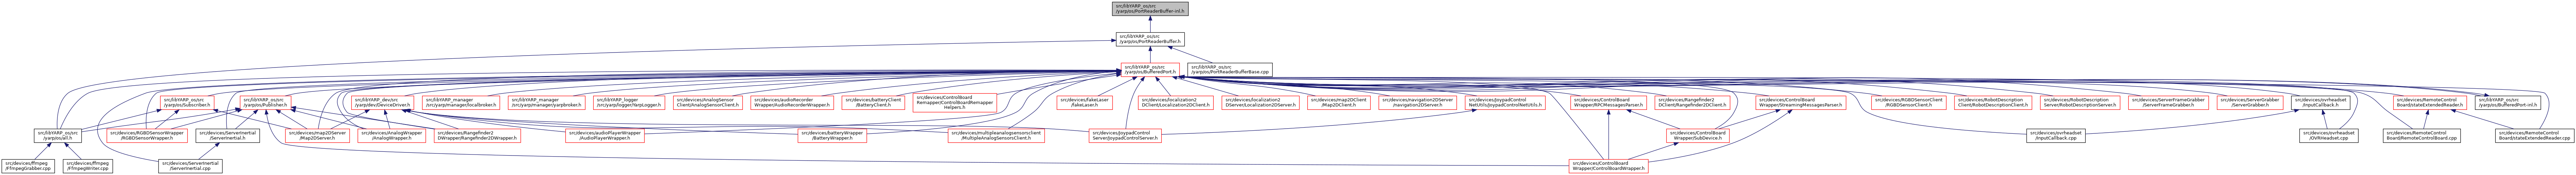 src/libYARP_os/src
/yarp/os/PortReaderBuffer-inl.h
src/libYARP_os/src
/yarp/os/PortReaderBuffer.h
src/libYARP_os/src
/yarp/os/BufferedPort.h
src/libYARP_os/src
/yarp/os/PortReaderBufferBase.cpp
src/libYARP_os/src
/yarp/os/Subscriber.h
src/libYARP_os/src
/yarp/os/Publisher.h
src/libYARP_dev/src
/yarp/dev/DeviceDriver.h
src/libYARP_manager
/src/yarp/manager/localbroker.h
src/libYARP_manager
/src/yarp/manager/yarpbroker.h
src/libYARP_logger
/src/yarp/logger/YarpLogger.h
src/devices/AnalogSensor
Client/AnalogSensorClient.h
src/devices/audioRecorder
Wrapper/AudioRecorderWrapper.h
src/devices/batteryClient
/BatteryClient.h
src/devices/ControlBoard
Remapper/ControlBoardRemapper
Helpers.h
src/devices/fakeLaser
/fakeLaser.h
src/devices/localization2
DClient/Localization2DClient.h
src/devices/localization2
DServer/Localization2DServer.h
src/devices/map2DClient
/Map2DClient.h
src/devices/navigation2DServer
/navigation2DServer.h
src/devices/JoypadControl
NetUtils/JoypadControlNetUtils.h
src/devices/ControlBoard
Wrapper/RPCMessagesParser.h
src/devices/Rangefinder2
DClient/Rangefinder2DClient.h
src/devices/ControlBoard
Wrapper/StreamingMessagesParser.h
src/devices/RGBDSensorClient
/RGBDSensorClient.h
src/devices/RobotDescription
Client/RobotDescriptionClient.h
src/devices/RobotDescription
Server/RobotDescriptionServer.h
src/devices/ServerFrameGrabber
/ServerFrameGrabber.h
src/devices/ServerGrabber
/ServerGrabber.h
src/devices/ovrheadset
/InputCallback.h
src/devices/RemoteControl
Board/stateExtendedReader.h
src/libYARP_os/src
/yarp/os/BufferedPort-inl.h
src/libYARP_os/src
/yarp/os/all.h
src/devices/RGBDSensorWrapper
/RGBDSensorWrapper.h
src/devices/ServerInertial
/ServerInertial.h
src/devices/map2DServer
/Map2DServer.h
src/devices/AnalogWrapper
/AnalogWrapper.h
src/devices/Rangefinder2
DWrapper/Rangefinder2DWrapper.h
src/devices/audioPlayerWrapper
/AudioPlayerWrapper.h
src/devices/batteryWrapper
/BatteryWrapper.h
src/devices/multipleanalogsensorsclient
/MultipleAnalogSensorsClient.h
src/devices/JoypadControl
Server/JoypadControlServer.h
src/devices/ControlBoard
Wrapper/SubDevice.h
src/devices/ovrheadset
/InputCallback.cpp
src/devices/ovrheadset
/OVRHeadset.cpp
src/devices/RemoteControl
Board/RemoteControlBoard.cpp
src/devices/RemoteControl
Board/stateExtendedReader.cpp
src/devices/ffmpeg
/FfmpegGrabber.cpp
src/devices/ffmpeg
/FfmpegWriter.cpp
src/devices/ServerInertial
/ServerInertial.cpp
src/devices/ControlBoard
Wrapper/ControlBoardWrapper.h